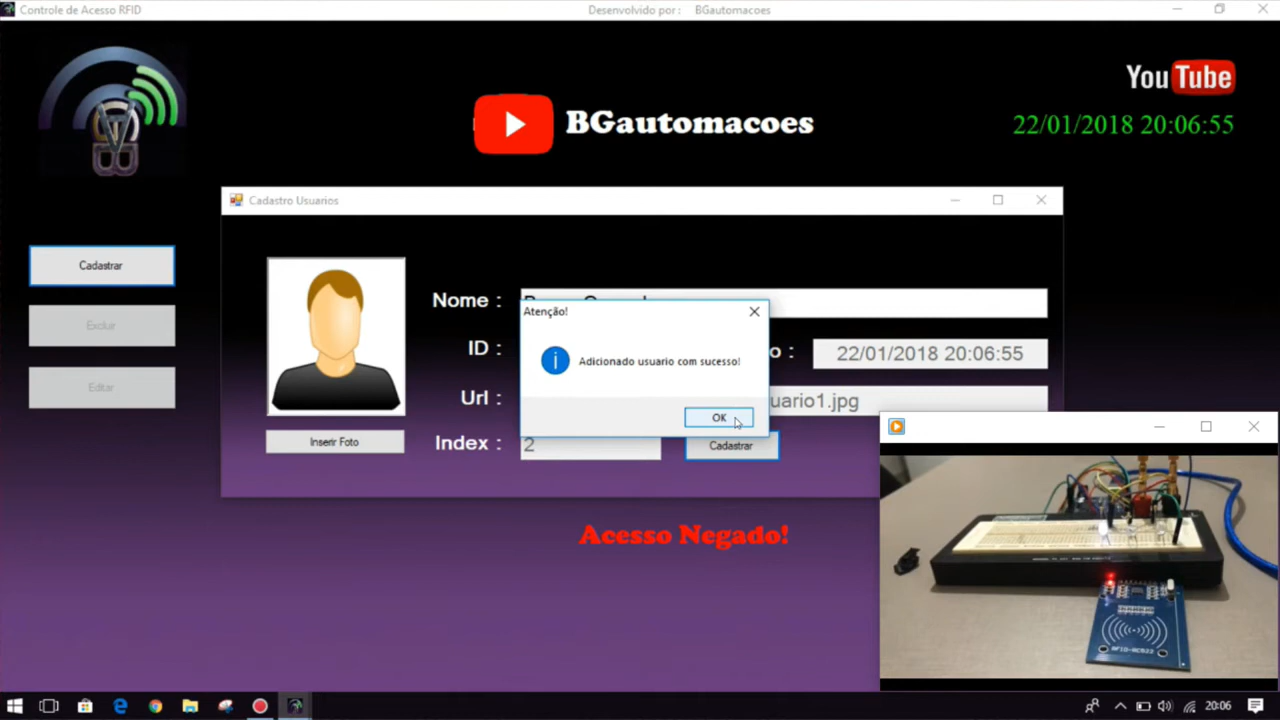 Controle de Acesso RFID
Desenvolvido por : BGautomacoes
YouTube
BGautomacoes
22/01/2018 20:06:55
Cadastro Usuarios
Cadastrar
Excluir
Editar
Nome :
Atenção!
ID :
o : 22/01/2018 20:06:55
Adicionado usuario com sucesso!
Url :
uario1.jpg
OK
Inserir Foto
Index : 2
Cadastrar
Acesso Negado!
RFID-RC522
20:06